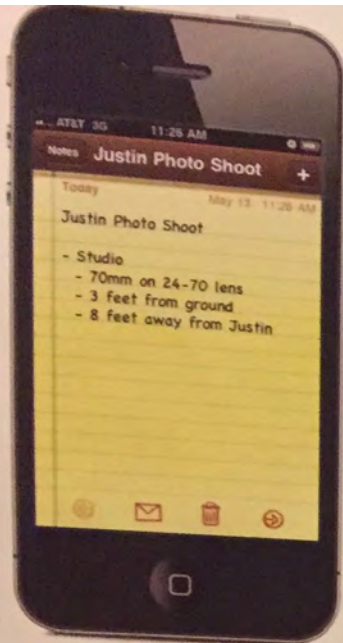 AT&T 3G 11:26 AM
Notes Justin Photo Shoot +
Today May 13 11:26 AM
Justin Photo Shoot
- Studio
- 70mm on 24-70 lens
- 3 feet from ground
- 8 feet away from Justin